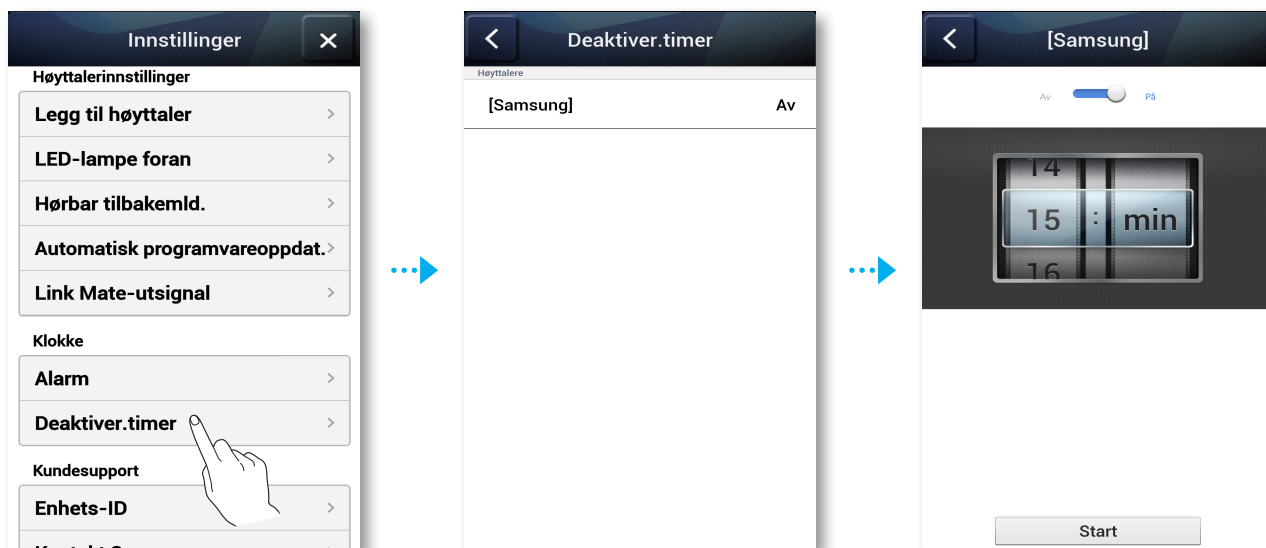 Innstillinger
Høyttalerinnstillinger
Legg til høyttaler
LED-lampe foran
Hørbar tilbakemld.
Automatisk programvareoppdat.
Link Mate-utsignal
Klokke
Alarm
Deaktiver.timer
Kundesupport
Enhets-ID
Deaktiver.timer
Høyttalere
[Samsung] Av
[Samsung]
Av På
14
15 : min
16
Start